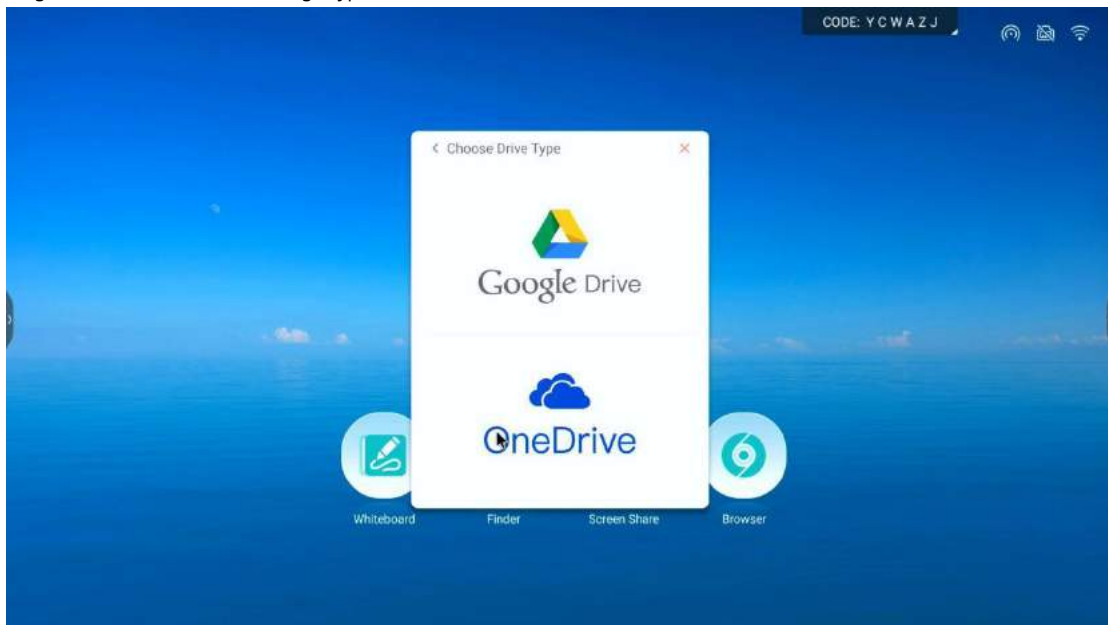 CODE: Y C W A Z J
< Choose Drive Type ×
Google Drive
OneDrive
Whiteboard Finder Screen Share Browser